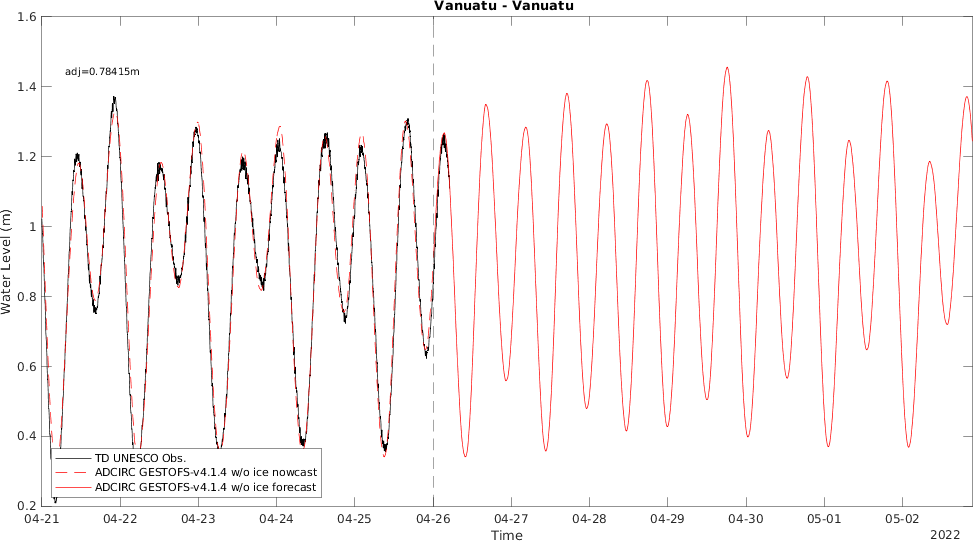 Vanuatu - Vanuatu
1.6
adj=0.78415m
1.4
1.2
1
0.8
0.6
0.4
0.2
Water Level (m)
TD UNESCO Obs.
ADCIRC GESTOFS-v4.1.4 w/o ice nowcast
ADCIRC GESTOFS-v4.1.4 w/o ice forecast
04-21 04-22 04-23 04-24 04-25 04-26 04-27 04-28 04-29 04-30 05-01 05-02
Time
2022